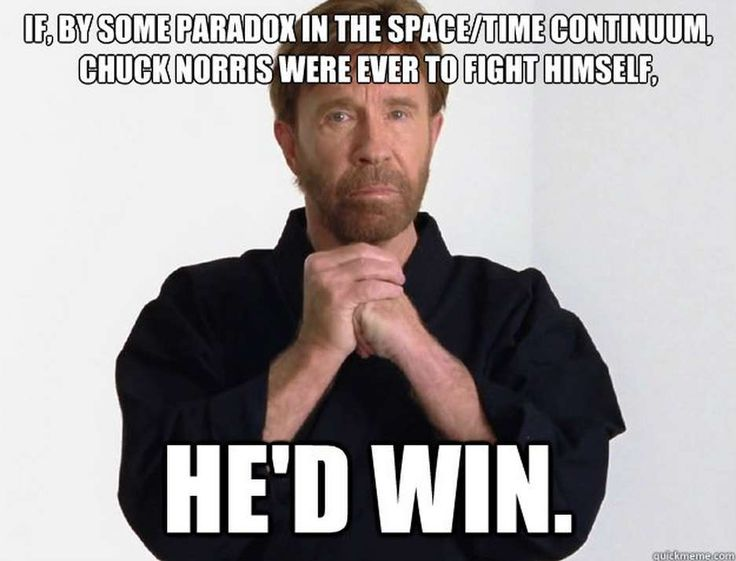 IF, BY SOME PARADOX IN THE SPACE/TIME CONTINUUM,
CHUCK NORRIS WERE EVER TO FIGHT HIMSELF,
HE'D WIN.
quickmeme.com